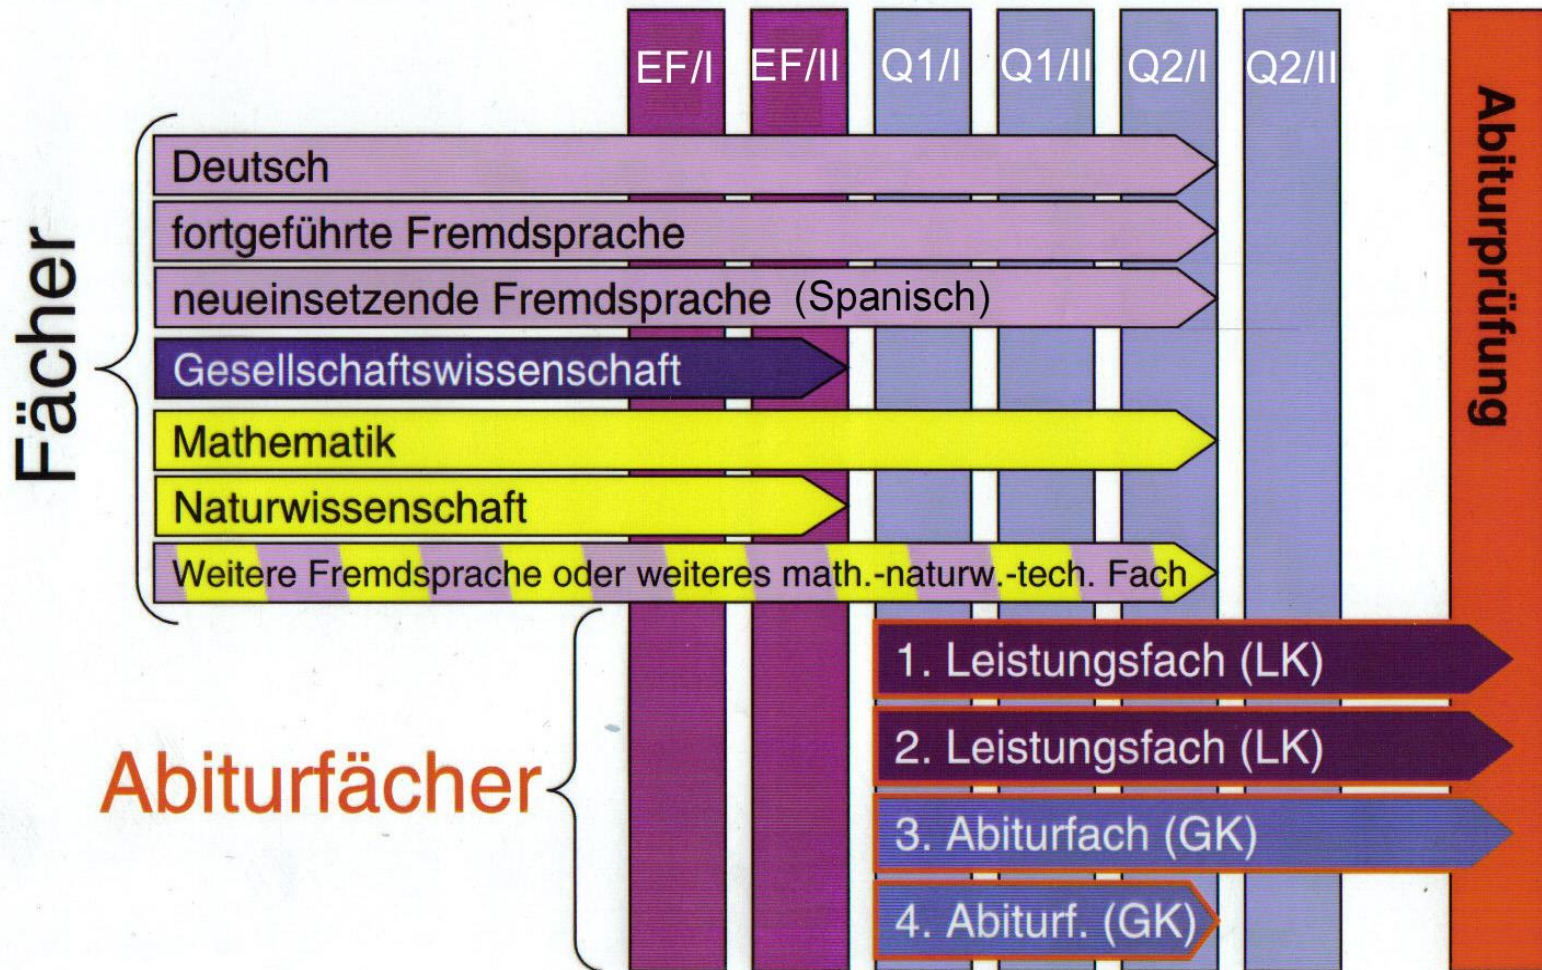 EF/I EF/II Q1/I Q1/II Q2/I Q2/II
Abiturprüfung
Fächer
Deutsch
fortgeführte Fremdsprache
neueinsetzende Fremdsprache (Spanisch)
Gesellschaftswissenschaft
Mathematik
Naturwissenschaft
Weitere Fremdsprache oder weiteres math.-naturw.-tech. Fach
Abiturfächer
1. Leistungsfach (LK)
2. Leistungsfach (LK)
3. Abiturfach (GK)
4. Abiturf. (GK)